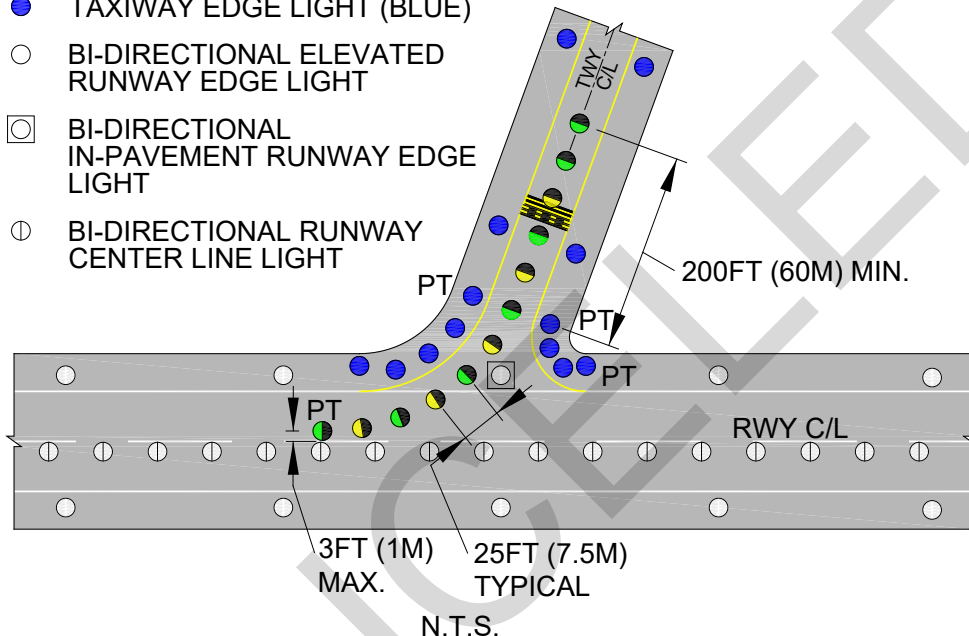 TAXIWAY EDGE LIGHT (BLUE)
BI-DIRECTIONAL ELEVATED
RUNWAY EDGE LIGHT
BI-DIRECTIONAL
IN-PAVEMENT RUNWAY EDGE
LIGHT
BI-DIRECTIONAL RUNWAY
CENTER LINE LIGHT
TWY
C/L
200FT (60M) MIN.
PT
PT
PT
PT
RWY C/L
3FT (1M)
MAX.
25FT (7.5M)
TYPICAL
N.T.S.